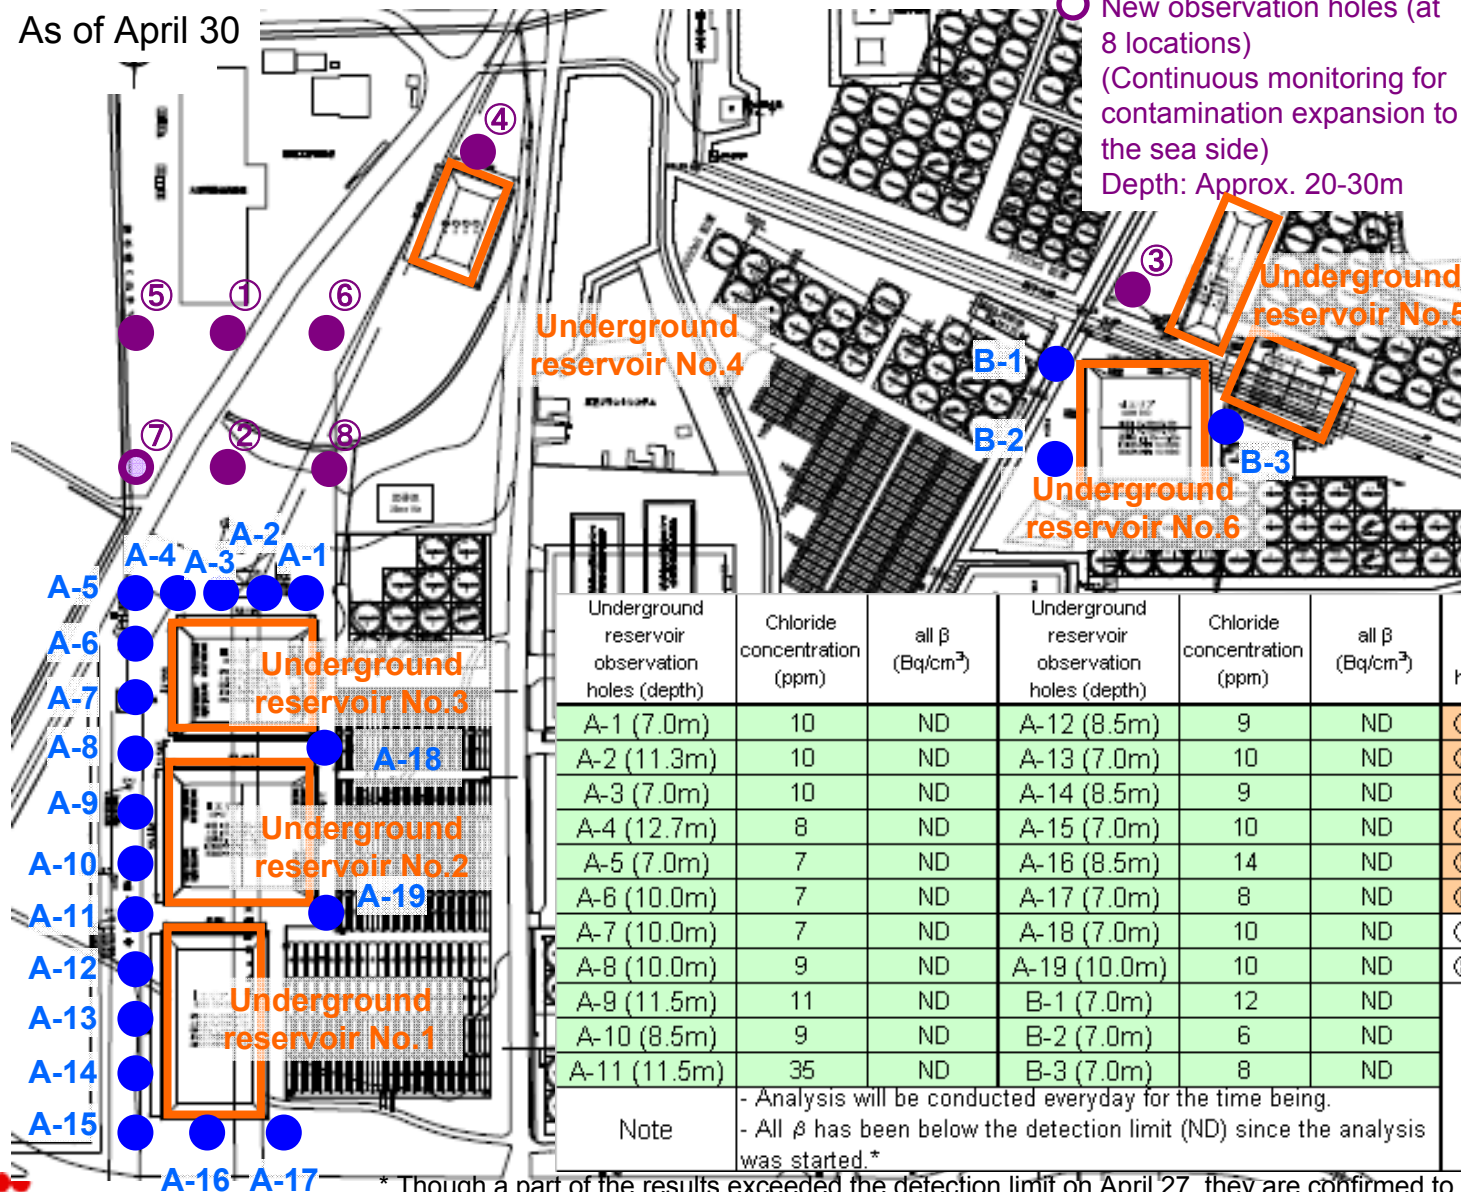 As of April 30
New observation holes (at
8 locations)
(Continuous monitoring for
contamination expansion to
the sea side)
Depth: Approx. 20-30m
④
③
⑤ ① ⑥
Underground
reservoir No.5
Underground
reservoir No.4
B-1
⑦ ② ⑧
B-2
B-3
Underground
reservoir No.6
A-5
A-4
A-3
A-2
A-1
A-6
A-7
Underground
reservoir No.3
A-8
A-18
A-9
Underground
reservoir No.2
A-10
A-19
A-11
A-12
Underground
reservoir No.1
A-13
A-14
A-15
A-16 A-17
Underground reservoir observation holes (depth) | Chloride concentration (ppm) | all β (Bq/cm³) | Underground reservoir observation holes (depth) | Chloride concentration (ppm) | all β (Bq/cm³)
A-1 (7.0m) 10 ND A-12 (8.5m) 9 ND
A-2 (11.3m) 10 ND A-13 (7.0m) 10 ND
A-3 (7.0m) 10 ND A-14 (8.5m) 9 ND
A-4 (12.7m) 8 ND A-15 (7.0m) 10 ND
A-5 (7.0m) 7 ND A-16 (8.5m) 14 ND
A-6 (10.0m) 7 ND A-17 (7.0m) 8 ND
A-7 (10.0m) 7 ND A-18 (7.0m) 10 ND
A-8 (10.0m) 9 ND A-19 (10.0m) 10 ND
A-9 (11.5m) 11 ND B-1 (7.0m) 12 ND
A-10 (8.5m) 9 ND B-2 (7.0m) 6 ND
A-11 (11.5m) 35 ND B-3 (7.0m) 8 ND
Note
- Analysis will be conducted everyday for the time being.
- All β has been below the detection limit (ND) since the analysis
was started.*
* Though a part of the results exceeded the detection limit on April 27, they are confirmed to